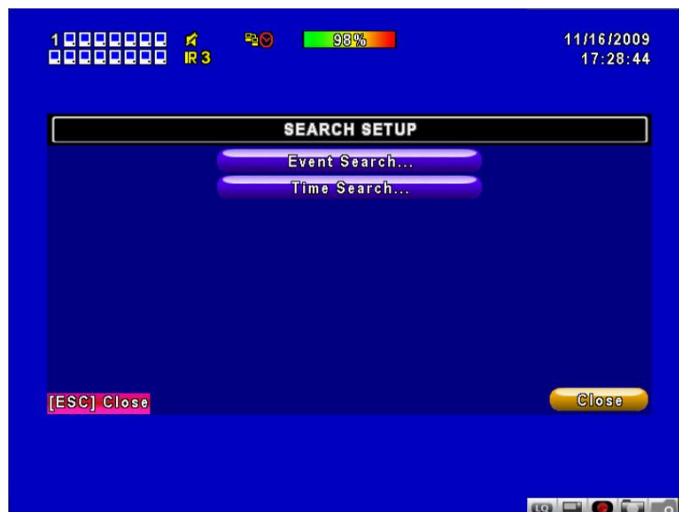 1
IR 3
98%
11/16/2009
17:28:44
SEARCH SETUP
Event Search...
Time Search...
[ESC] Close
Close
LQ